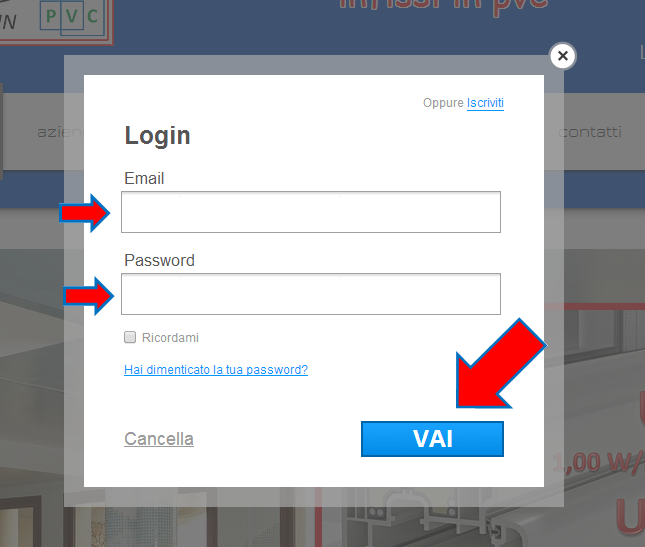 IN PVC
infissi in pvc
Oppure Iscriviti
Login
contatti
Email
Password
Ricordami
Hai dimenticato la tua password?
Cancella
VAI
1,00 W/
U